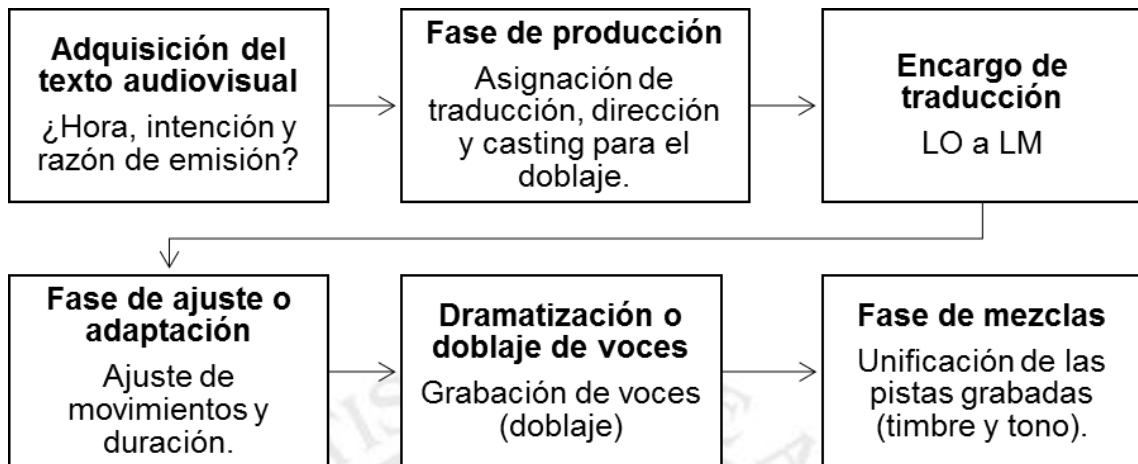 Adquisición del
texto audiovisual
¿Hora, intención y
razón de emisión?
Fase de producción
Asignación de
traducción, dirección
y casting para el
doblaje.
Encargo de
traducción
LO a LM
Fase de ajuste o
adaptación
Ajuste de
movimientos y
duración.
Dramatización o
doblaje de voces
Grabación de voces
(doblaje)
Fase de mezclas
Unificación de las
pistas grabadas
(timbre y tono).